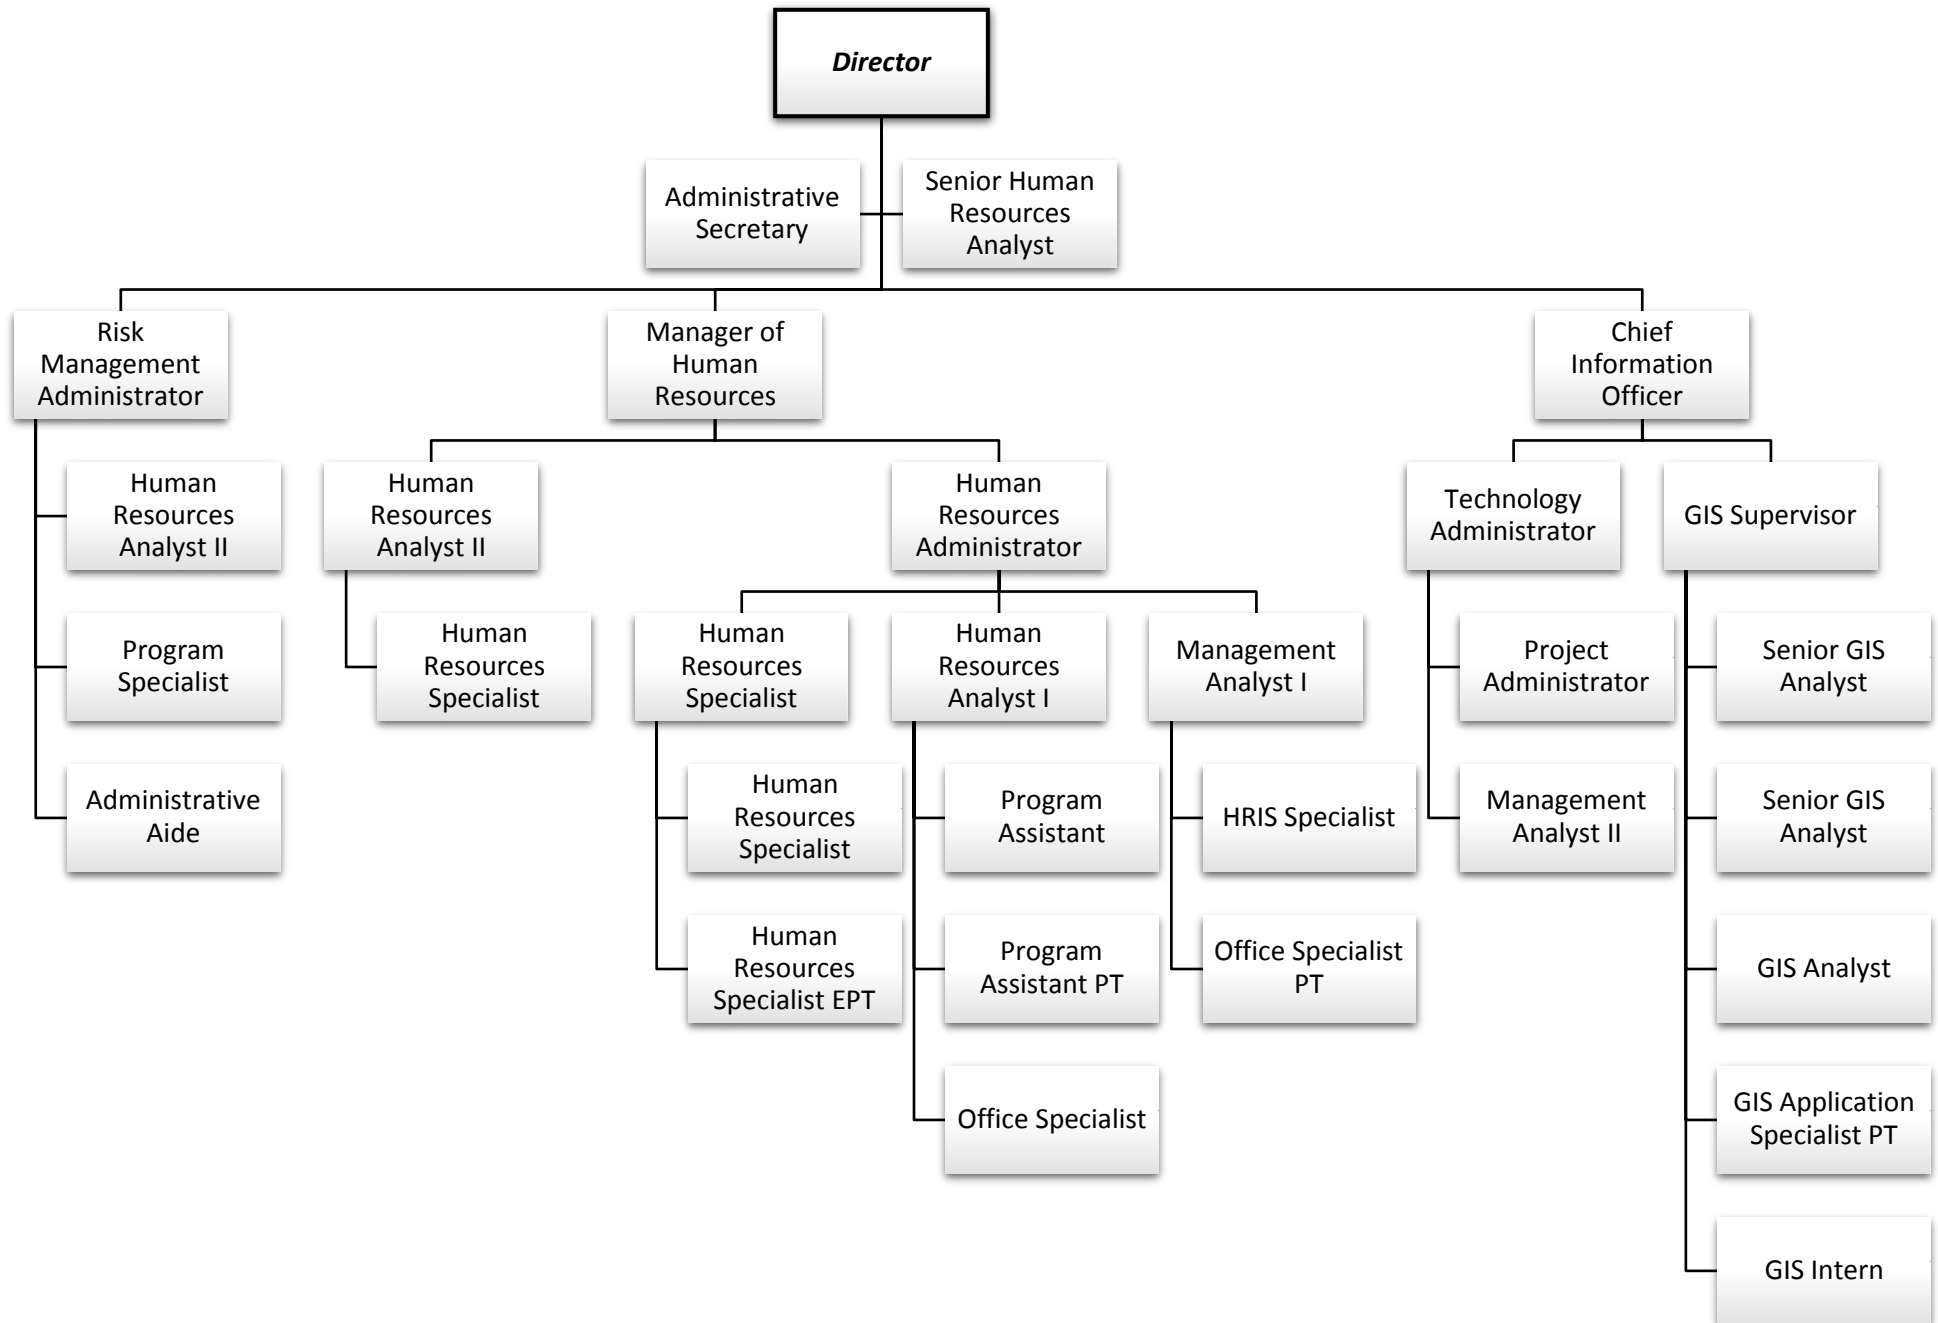 Director
Administrative
Secretary
Senior Human
Resources
Analyst
Risk
Management
Administrator
Human
Resources
Analyst II
Program
Specialist
Administrative
Aide
Manager of
Human
Resources
Human
Resources
Analyst II
Human
Resources
Specialist
Human
Resources
Administrator
Human
Resources
Specialist
Human
Resources
Specialist
Human
Resources
Specialist EPT
Human
Resources
Analyst I
Program
Assistant
Program
Assistant PT
Office Specialist
Management
Analyst I
HRIS Specialist
Office Specialist
PT
Chief
Information
Officer
Technology
Administrator
Project
Administrator
Management
Analyst II
GIS Supervisor
Senior GIS
Analyst
Senior GIS
Analyst
GIS Analyst
GIS Application
Specialist PT
GIS Intern